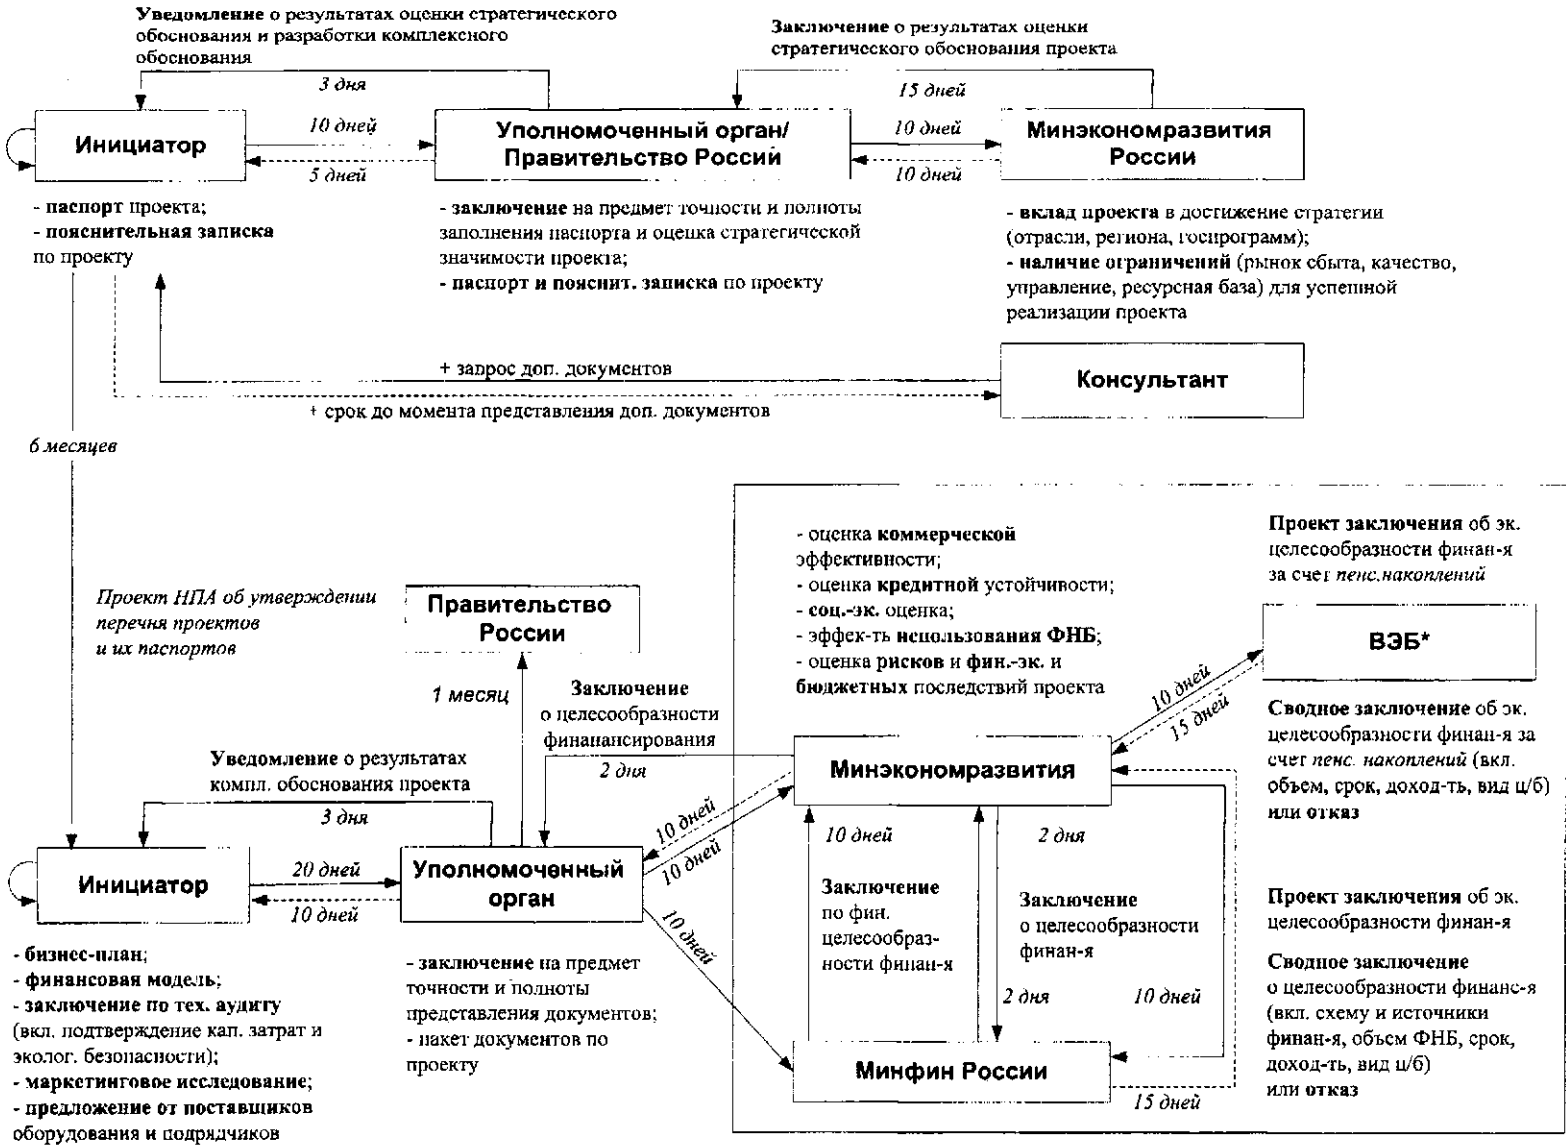 Уведомление о результатах оценки стратегического
обоснования и разработки комплексного
обоснования
Заключение о результатах оценки
стратегического обоснования проекта
3 дня
15 дней
Инициатор
10 дней
5 дней
Уполномоченный орган/
Правительство Россий
10 дней
10 дней
Минэкономразвития
России
- паспорт проекта;
- пояснительная записка
по проекту
- заключение на предмет точности и полноты
заполнения паспорта и оценка стратегической
значимости проекта;
- паспорт и пояснит. записка по проекту
- вклад проекта в достижение стратегии
(отрасли, региона, госпрограмм);
- наличие ограничений (рынок сбыта, качество,
управление, ресурсная база) для успешной
реализации проекта
+ запрос доп. документов
Консультант
+ срок до момента представления доп. документов
6 месяцев
Проект НПА об утверждении
перечня проектов
и их паспортов
Правительство
России
1 месяц
Заключение
о целесообразности
финанансирования
2 дня
- оценка коммерческой
эффективности;
- оценка кредитной устойчивости;
- соц.-эк. оценка;
- эффек-ть использования ФНБ;
- оценка рисков и фин.-эк. и
бюджетных последствий проекта
Проект заключения об эк.
целесообразности финан-я
за счет пенс.накоплений
ВЭБ*
10 дней
15 дней
Сводное заключение об эк.
целесообразности финан-я за
счет пенс. накоплений (вкл.
объем, срок, доход-ть, вид ц/б)
или отказ
Уведомление о результатах
компл. обоснования проекта
3 дня
Минэкономразвития
10 дней
10 дней
10 дней
2 дня
Инициатор
20 дней
10 дней
Уполномоченный
орган
10 дней
Заключение
по фин.
целесообраз-
ности финан-я
Заключение
о целесообразности
финан-я
2 дня
10 дней
Проект заключения об эк.
целесообразности финан-я
Сводное заключение
о целесообразности финанс-я
(вкл. схему и источники
финан-я, объем ФНБ, срок,
доход-ть, вид ц/б)
или отказ
- бизнес-план;
- финансовая модель;
- заключение по тех. аудиту
(вкл. подтверждение кап. затрат и
эколог. безопасности);
- маркетинговое исследование;
- предложение от поставщиков
оборудования и подрядчиков
- заключение на предмет
точности и полноты
представления документов;
- пакет документов по
проекту
Минфин России
15 дней